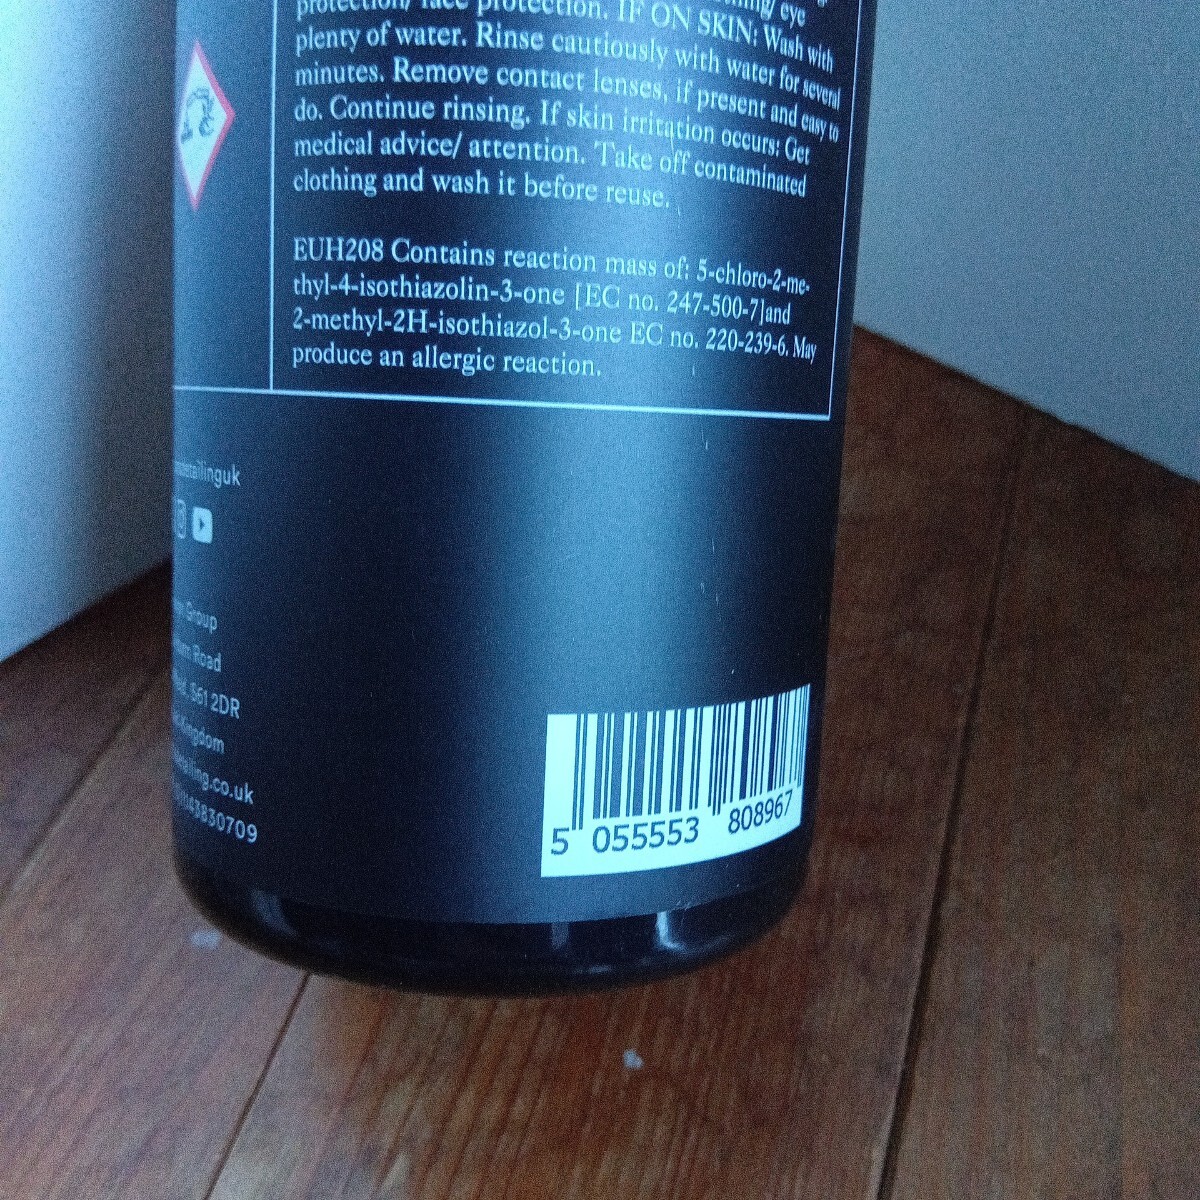 protection/ face protection. IF ON SKIN: Wash with
plenty of water. Rinse cautiously with water for several
minutes. Remove contact lenses, if present and easy to
do. Continue rinsing. If skin irritation occurs: Get
medical advice/ attention. Take off contaminated
clothing and wash it before reuse.
EUH208 Contains reaction mass of: 5-chloro-2-me-
thyl-4-isothiazolin-3-one [EC no. 247-500-7]and
2-methyl-2H-isothiazol-3-one EC no. 220-239-6. May
produce an allergic reaction.
Group
Road
S61 2DR
Kingdom
.co.uk
5 055553 808967